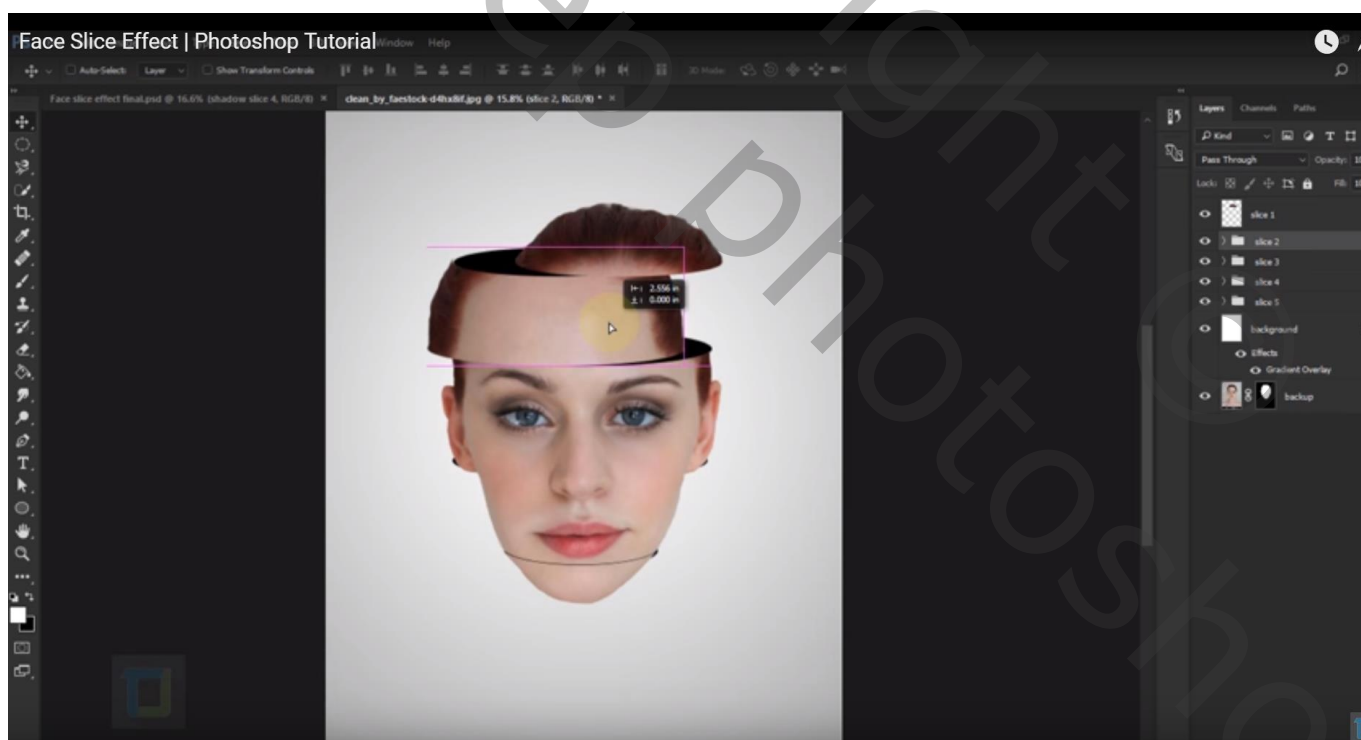 Face Slice Effect | Photoshop Tutorial
Window Help
Auto-Select: Layer Show Transform Controls 3D Mode:
Face slice effect final.psd @ 16.6% (shadow slice 4, RGB/8) × clean_by_faestock-d4hx8if.jpg @ 15.8% (slice 2, RGB/8) * ×
Layers Channels Paths
Kind
Pass Through Opacity:
Lock: Fill:
slice 1
slice 2
slice 3
slice 4
slice 5
background
Effects
Gradient Overlay
backup
2.556 in
0.000 in
photosho